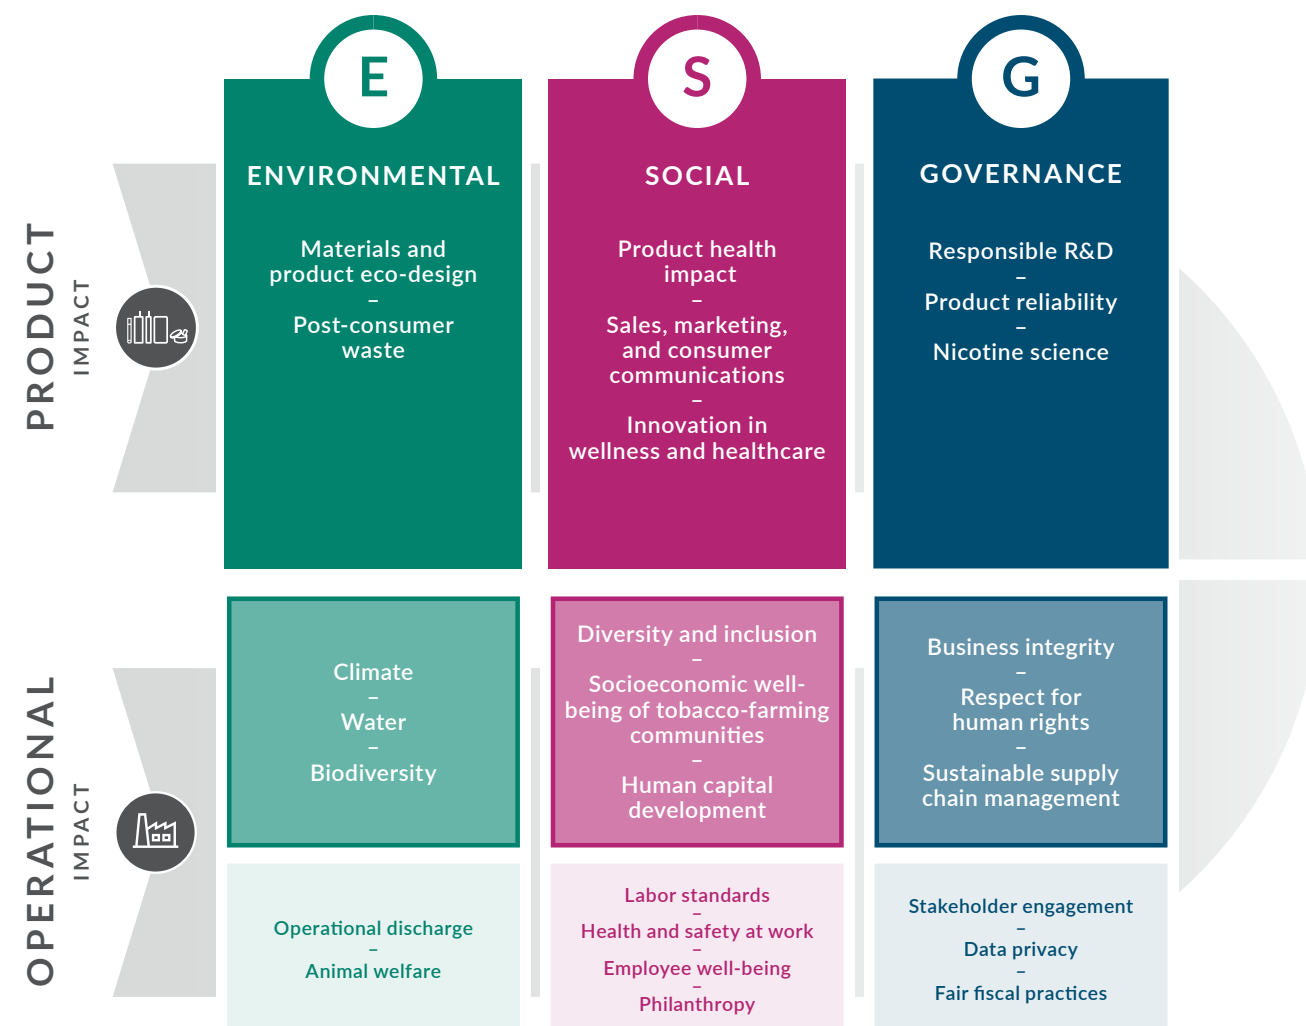 E
S
G
ENVIRONMENTAL
SOCIAL
GOVERNANCE
PRODUCT
IMPACT
Materials and
product eco-design
–
Post-consumer
waste
Product health
impact
–
Sales, marketing,
and consumer
communications
–
Innovation in
wellness and healthcare
Responsible R&D
–
Product reliability
–
Nicotine science
OPERATIONAL
IMPACT
Climate
–
Water
–
Biodiversity
Diversity and inclusion
–
Socioeconomic well-
being of tobacco-farming
communities
–
Human capital
development
Business integrity
–
Respect for
human rights
–
Sustainable supply
chain management
Operational discharge
–
Animal welfare
Labor standards
–
Health and safety at work
–
Employee well-being
–
Philanthropy
Stakeholder engagement
–
Data privacy
–
Fair fiscal practices